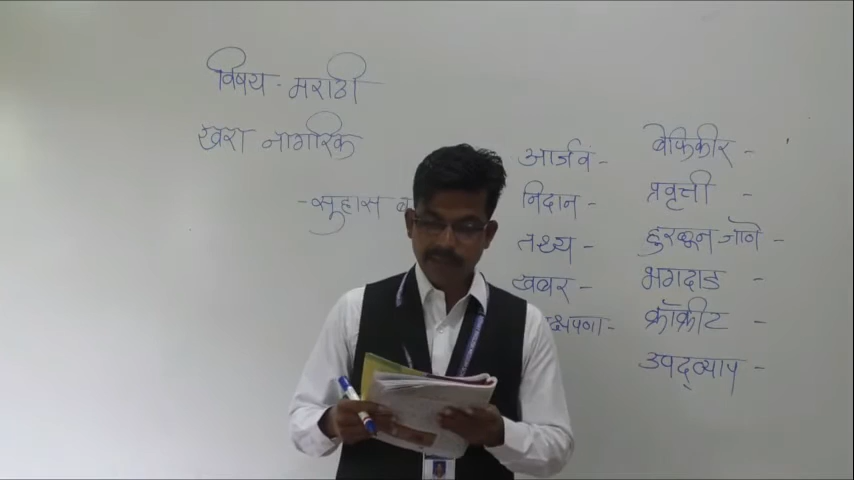 विषय - मराठी
खरा नागरिक
- सुहास
आर्जव -
निदान -
तथ्य -
खबर -
बेफिकीर -
प्रवृत्ती -
हुरळून जाणे -
भगदाड -
काँक्रीट -
उपद्व्याप -